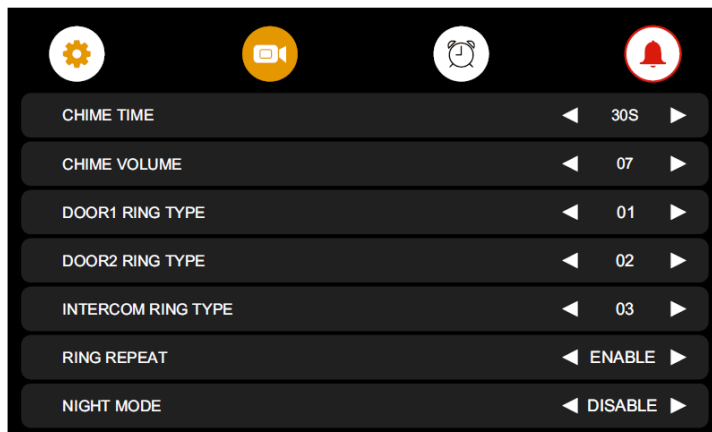 CHIME TIME 30S
CHIME VOLUME 07
DOOR1 RING TYPE 01
DOOR2 RING TYPE 02
INTERCOM RING TYPE 03
RING REPEAT ENABLE
NIGHT MODE DISABLE